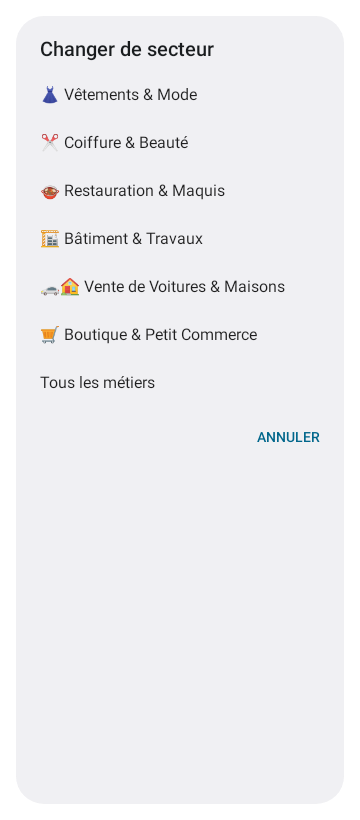 Changer de secteur
👗 Vêtements & Mode
✂️ Coiffure & Beauté
🍲 Restauration & Maquis
🏗️ Bâtiment & Travaux
🚗🏠 Vente de Voitures & Maisons
🛒 Boutique & Petit Commerce
Tous les métiers
ANNULER